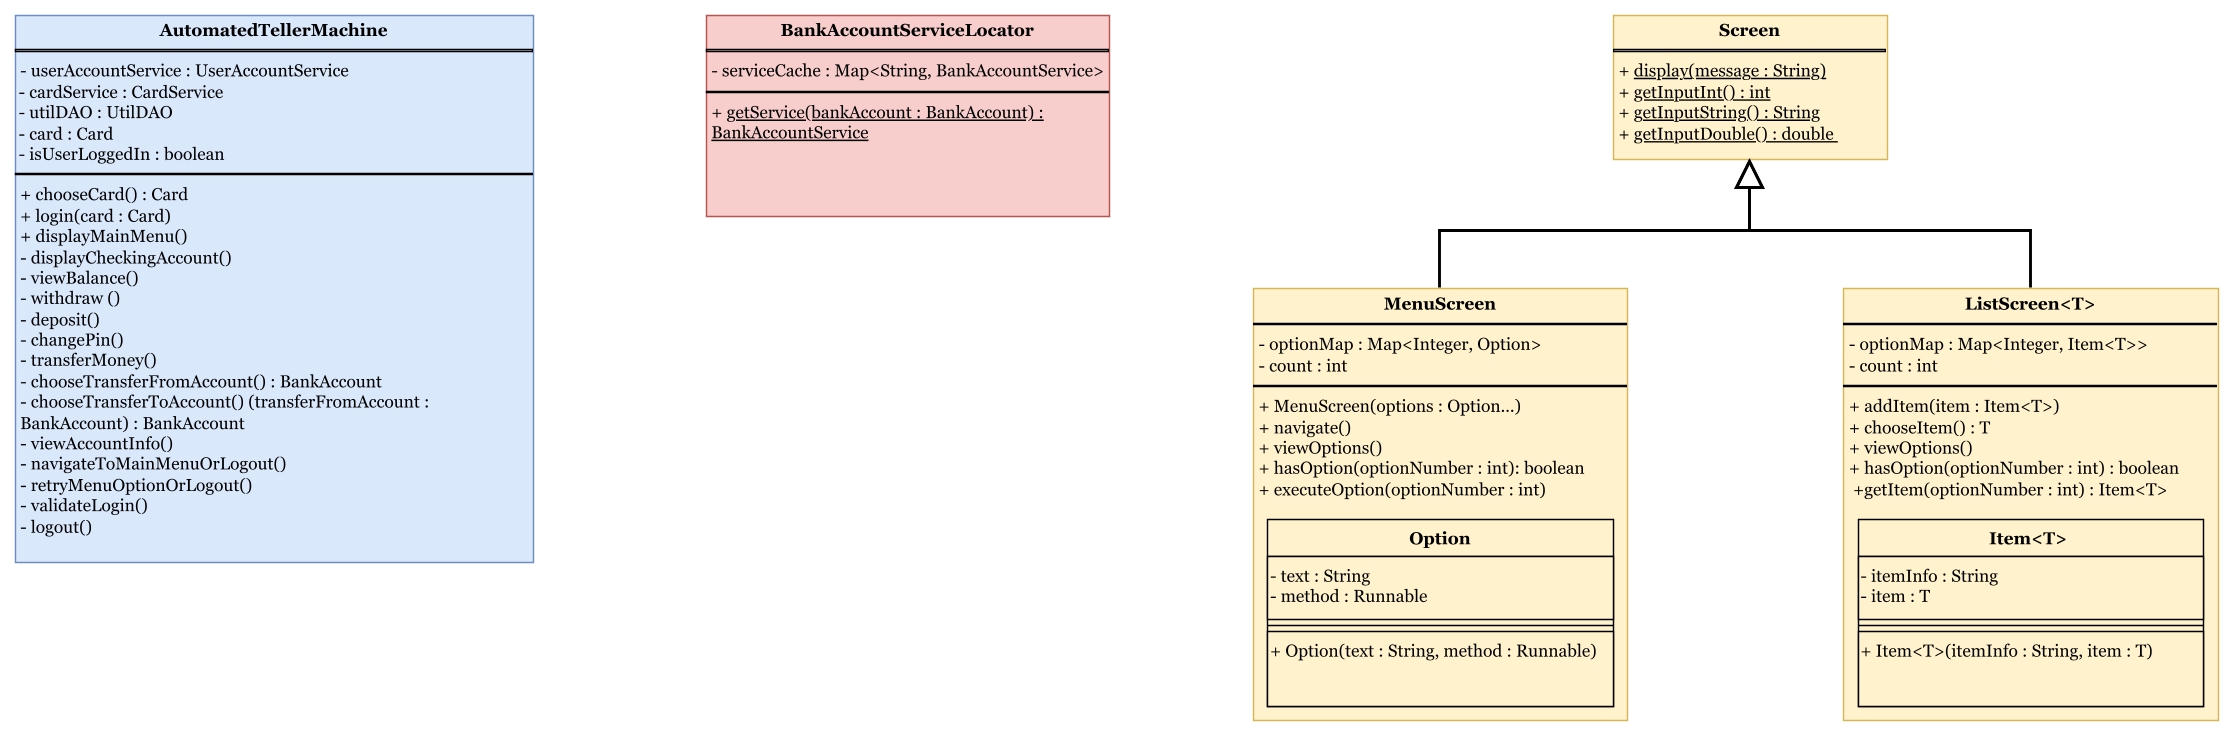 AutomatedTellerMachine
- userAccountService : UserAccountService
- cardService : CardService
- utilDAO : UtilDAO
- card : Card
- isUserLoggedIn : boolean
+ chooseCard() : Card
+ login(card : Card)
+ displayMainMenu()
- displayCheckingAccount()
- viewBalance()
- withdraw ()
- deposit()
- changePin()
- transferMoney()
- chooseTransferFromAccount() : BankAccount
- chooseTransferToAccount() (transferFromAccount :
BankAccount) : BankAccount
- viewAccountInfo()
- navigateToMainMenuOrLogout()
- retryMenuOptionOrLogout()
- validateLogin()
- logout()
BankAccountServiceLocator
- serviceCache : Map<String, BankAccountService>
+ getService(bankAccount : BankAccount) :
BankAccountService
Screen
+ display(message : String)
+ getInputInt() : int
+ getInputString() : String
+ getInputDouble() : double
MenuScreen
- optionMap : Map<Integer, Option>
- count : int
+ MenuScreen(options : Option...)
+ navigate()
+ viewOptions()
+ hasOption(optionNumber : int): boolean
+ executeOption(optionNumber : int)
Option
- text : String
- method : Runnable
+ Option(text : String, method : Runnable)
ListScreen<T>
- optionMap : Map<Integer, Item<T>>
- count : int
+ addItem(item : Item<T>)
+ chooseItem() : T
+ viewOptions()
+ hasOption(optionNumber : int) : boolean
+getItem(optionNumber : int) : Item<T>
Item<T>
- itemInfo : String
- item : T
+ Item<T>(itemInfo : String, item : T)